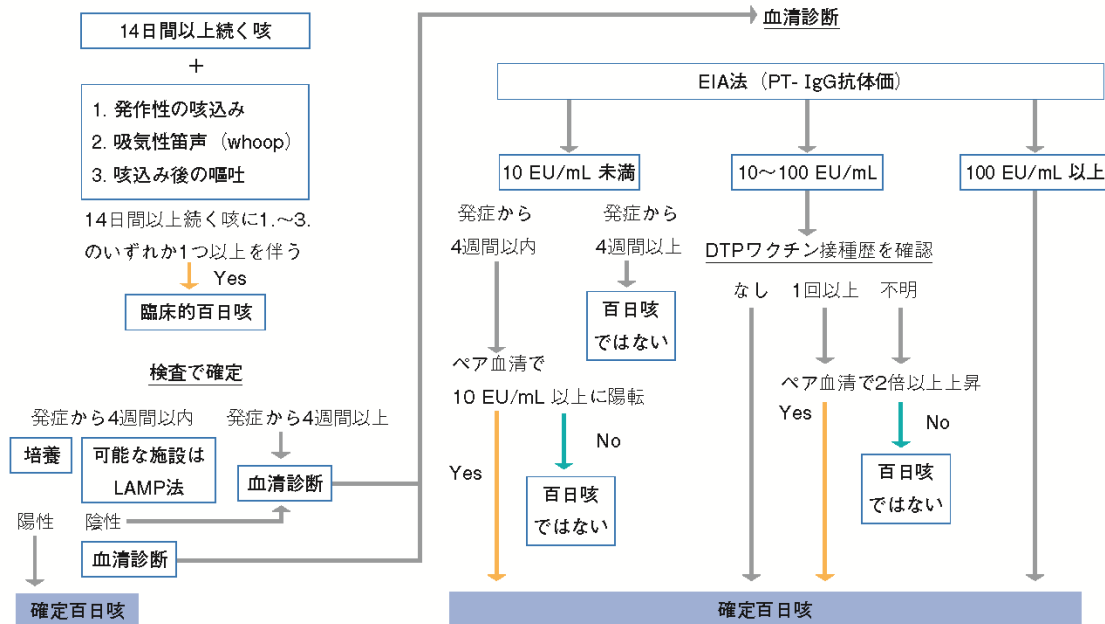 14日間以上続く咳
+
1. 発作性の咳込み
2. 吸気性笛声（whoop）
3. 咳込み後の嘔吐
14日間以上続く咳に1.～3.
のいずれか1つ以上を伴う
Yes
臨床的百日咳
検査で確定
発症から4週間以内
発症から4週間以上
培養
可能な施設は
LAMP法
血清診断
陽性
陰性
血清診断
確定百日咳
血清診断
EIA法（PT- IgG抗体価）
10 EU/mL 未満
10～100 EU/mL
100 EU/mL 以上
発症から
4週間以内
発症から
4週間以上
DTPワクチン接種歴を確認
なし
1回以上
不明
百日咳
ではない
ペア血清で
10 EU/mL 以上に陽転
ペア血清で2倍以上上昇
Yes
No
Yes
No
百日咳
ではない
百日咳
ではない
確定百日咳